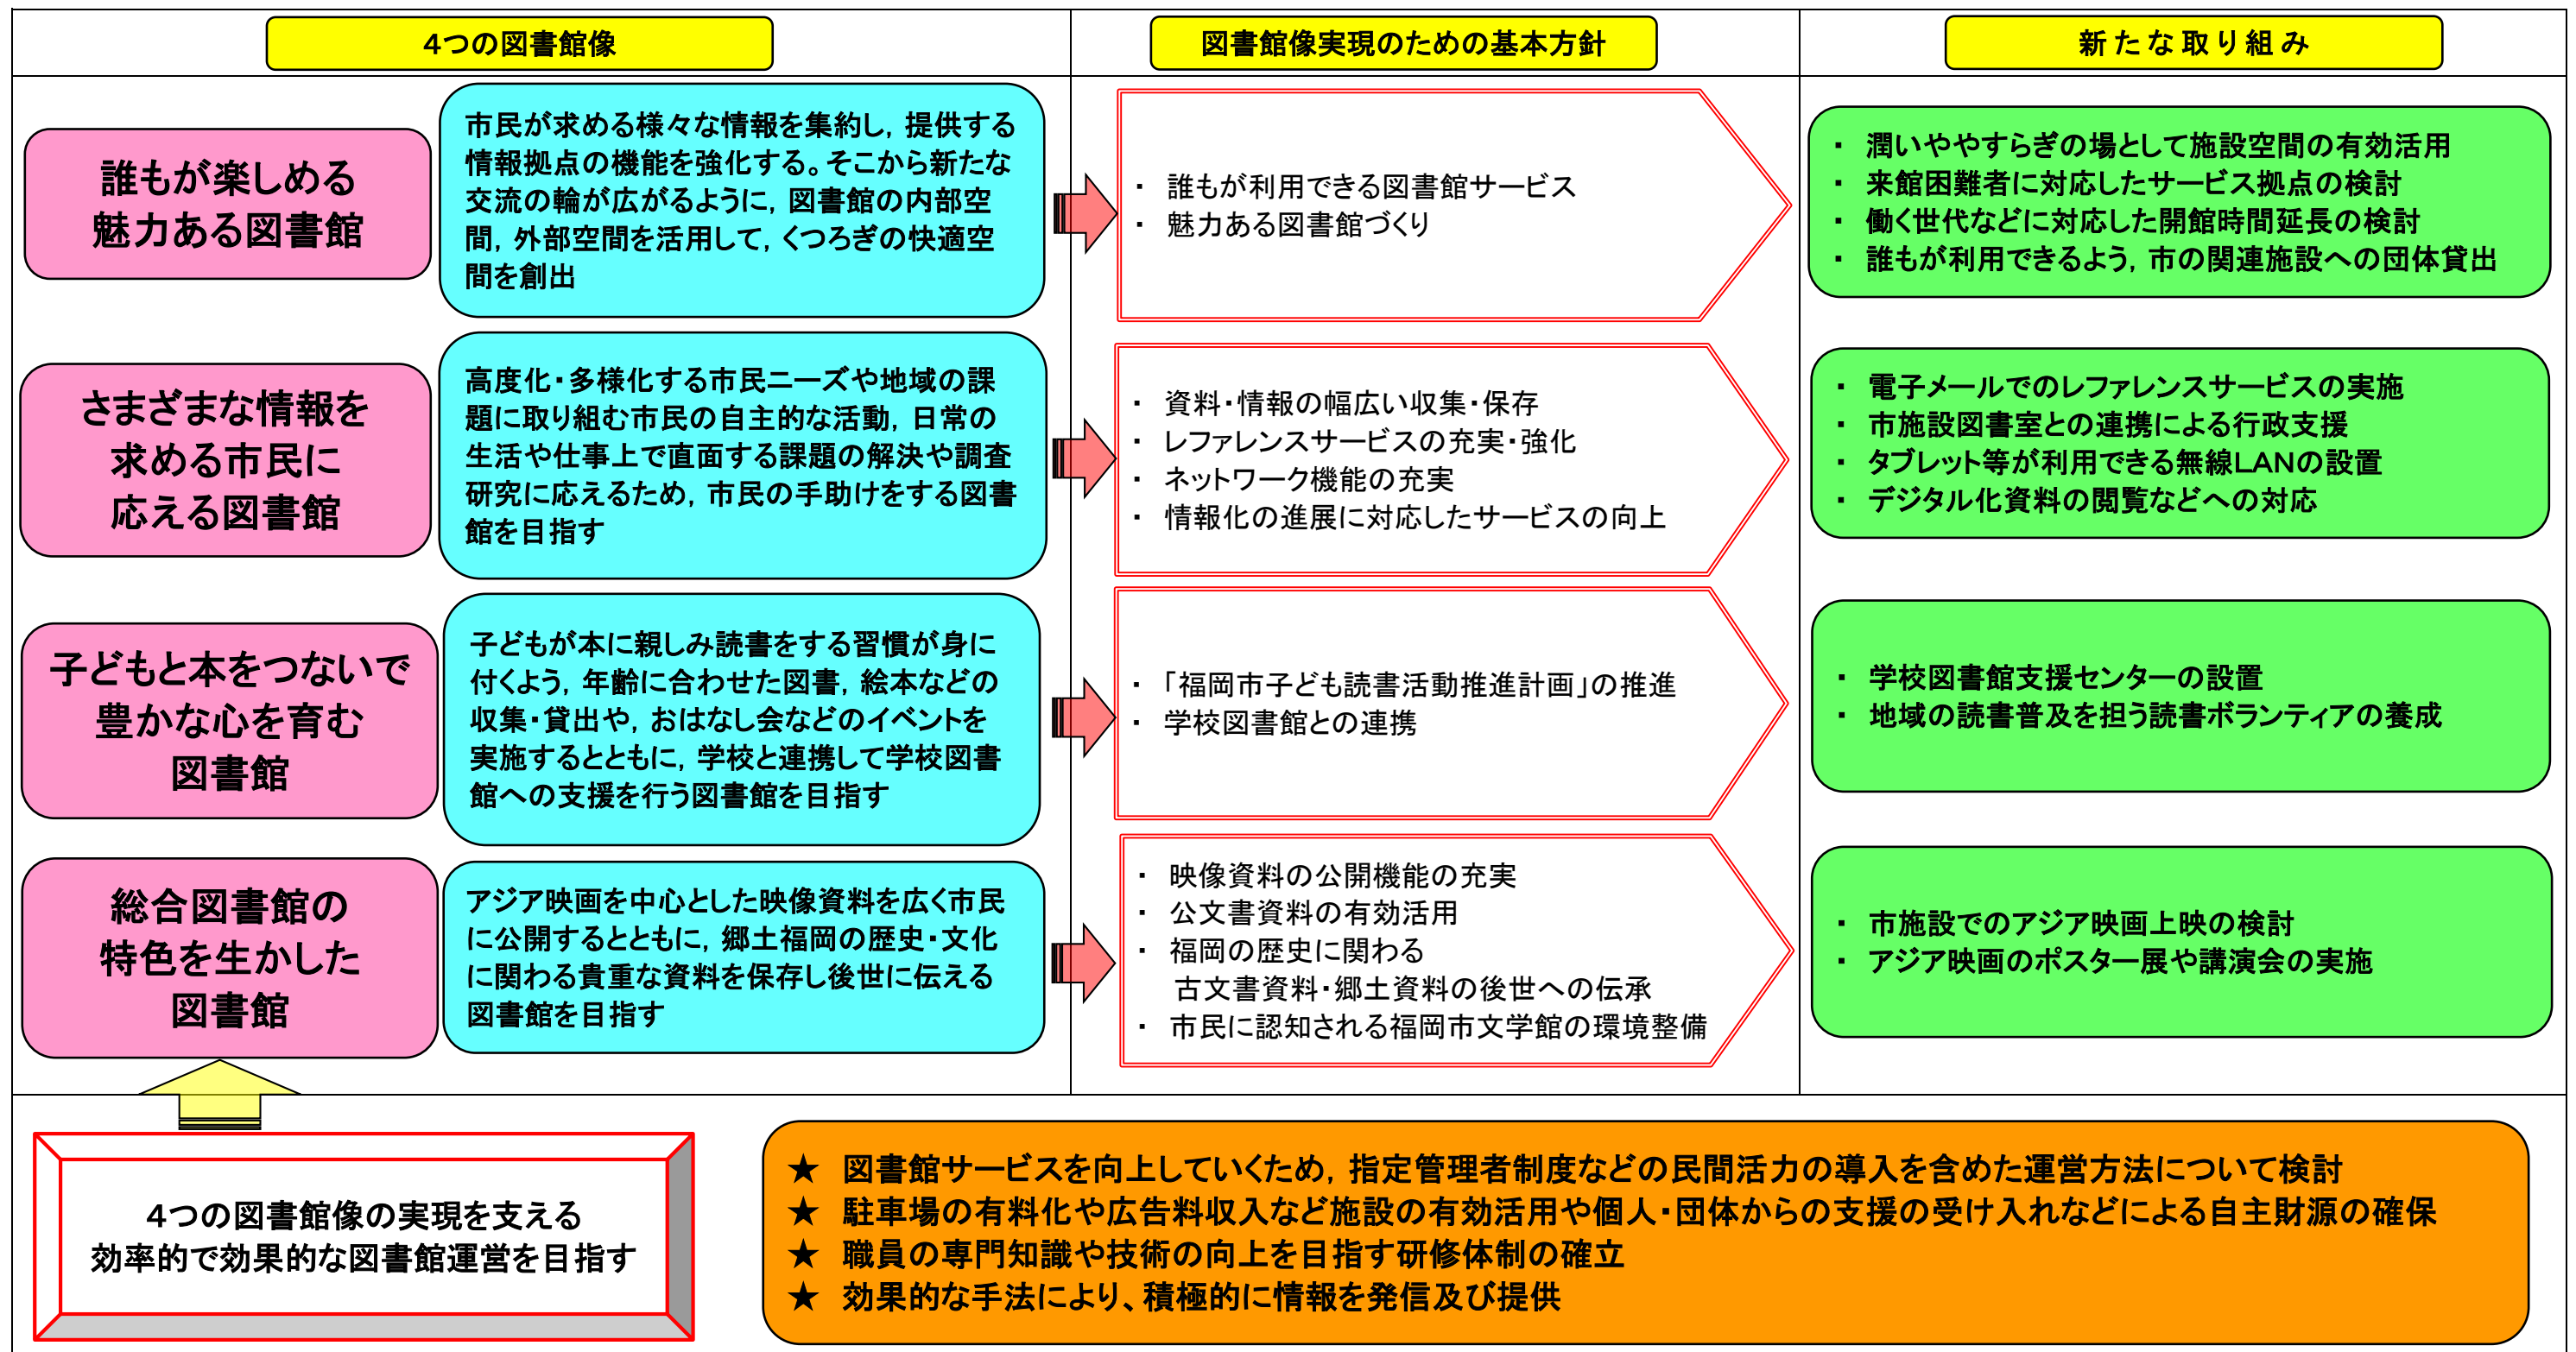 4つの図書館像
図書館像実現のための基本方針
新たな取り組み
誰もが楽しめる
魅力ある図書館
市民が求める様々な情報を集約し，提供する
情報拠点の機能を強化する。そこから新たな
交流の輪が広がるように，図書館の内部空
間，外部空間を活用して，くつろぎの快適空
間を創出
・ 誰もが利用できる図書館サービス
・ 魅力ある図書館づくり
・ 潤いややすらぎの場として施設空間の有効活用
・ 来館困難者に対応したサービス拠点の検討
・ 働く世代などに対応した開館時間延長の検討
・ 誰もが利用できるよう，市の関連施設への団体貸出
さまざまな情報を
求める市民に
応える図書館
高度化・多様化する市民ニーズや地域の課
題に取り組む市民の自主的な活動，日常の
生活や仕事上で直面する課題の解決や調査
研究に応えるため，市民の手助けをする図書
館を目指す
・ 資料・情報の幅広い収集・保存
・ レファレンスサービスの充実・強化
・ ネットワーク機能の充実
・ 情報化の進展に対応したサービスの向上
・ 電子メールでのレファレンスサービスの実施
・ 市施設図書室との連携による行政支援
・ タブレット等が利用できる無線LANの設置
・ デジタル化資料の閲覧などへの対応
子どもと本をつないで
豊かな心を育む
図書館
子どもが本に親しみ読書をする習慣が身に
付くよう，年齢に合わせた図書，絵本などの
収集・貸出や，おはなし会などのイベントを
実施するとともに，学校と連携して学校図書
館への支援を行う図書館を目指す
・ 「福岡市子ども読書活動推進計画」の推進
・ 学校図書館との連携
・ 学校図書館支援センターの設置
・ 地域の読書普及を担う読書ボランティアの養成
総合図書館の
特色を生かした
図書館
アジア映画を中心とした映像資料を広く市民
に公開するとともに，郷土福岡の歴史・文化
に関わる貴重な資料を保存し後世に伝える
図書館を目指す
・ 映像資料の公開機能の充実
・ 公文書資料の有効活用
・ 福岡の歴史に関わる
古文書資料・郷土資料の後世への伝承
・ 市民に認知される福岡市文学館の環境整備
・ 市施設でのアジア映画上映の検討
・ アジア映画のポスター展や講演会の実施
4つの図書館像の実現を支える
効率的で効果的な図書館運営を目指す
★ 図書館サービスを向上していくため，指定管理者制度などの民間活力の導入を含めた運営方法について検討
★ 駐車場の有料化や広告料収入など施設の有効活用や個人・団体からの支援の受け入れなどによる自主財源の確保
★ 職員の専門知識や技術の向上を目指す研修体制の確立
★ 効果的な手法により、積極的に情報を発信及び提供